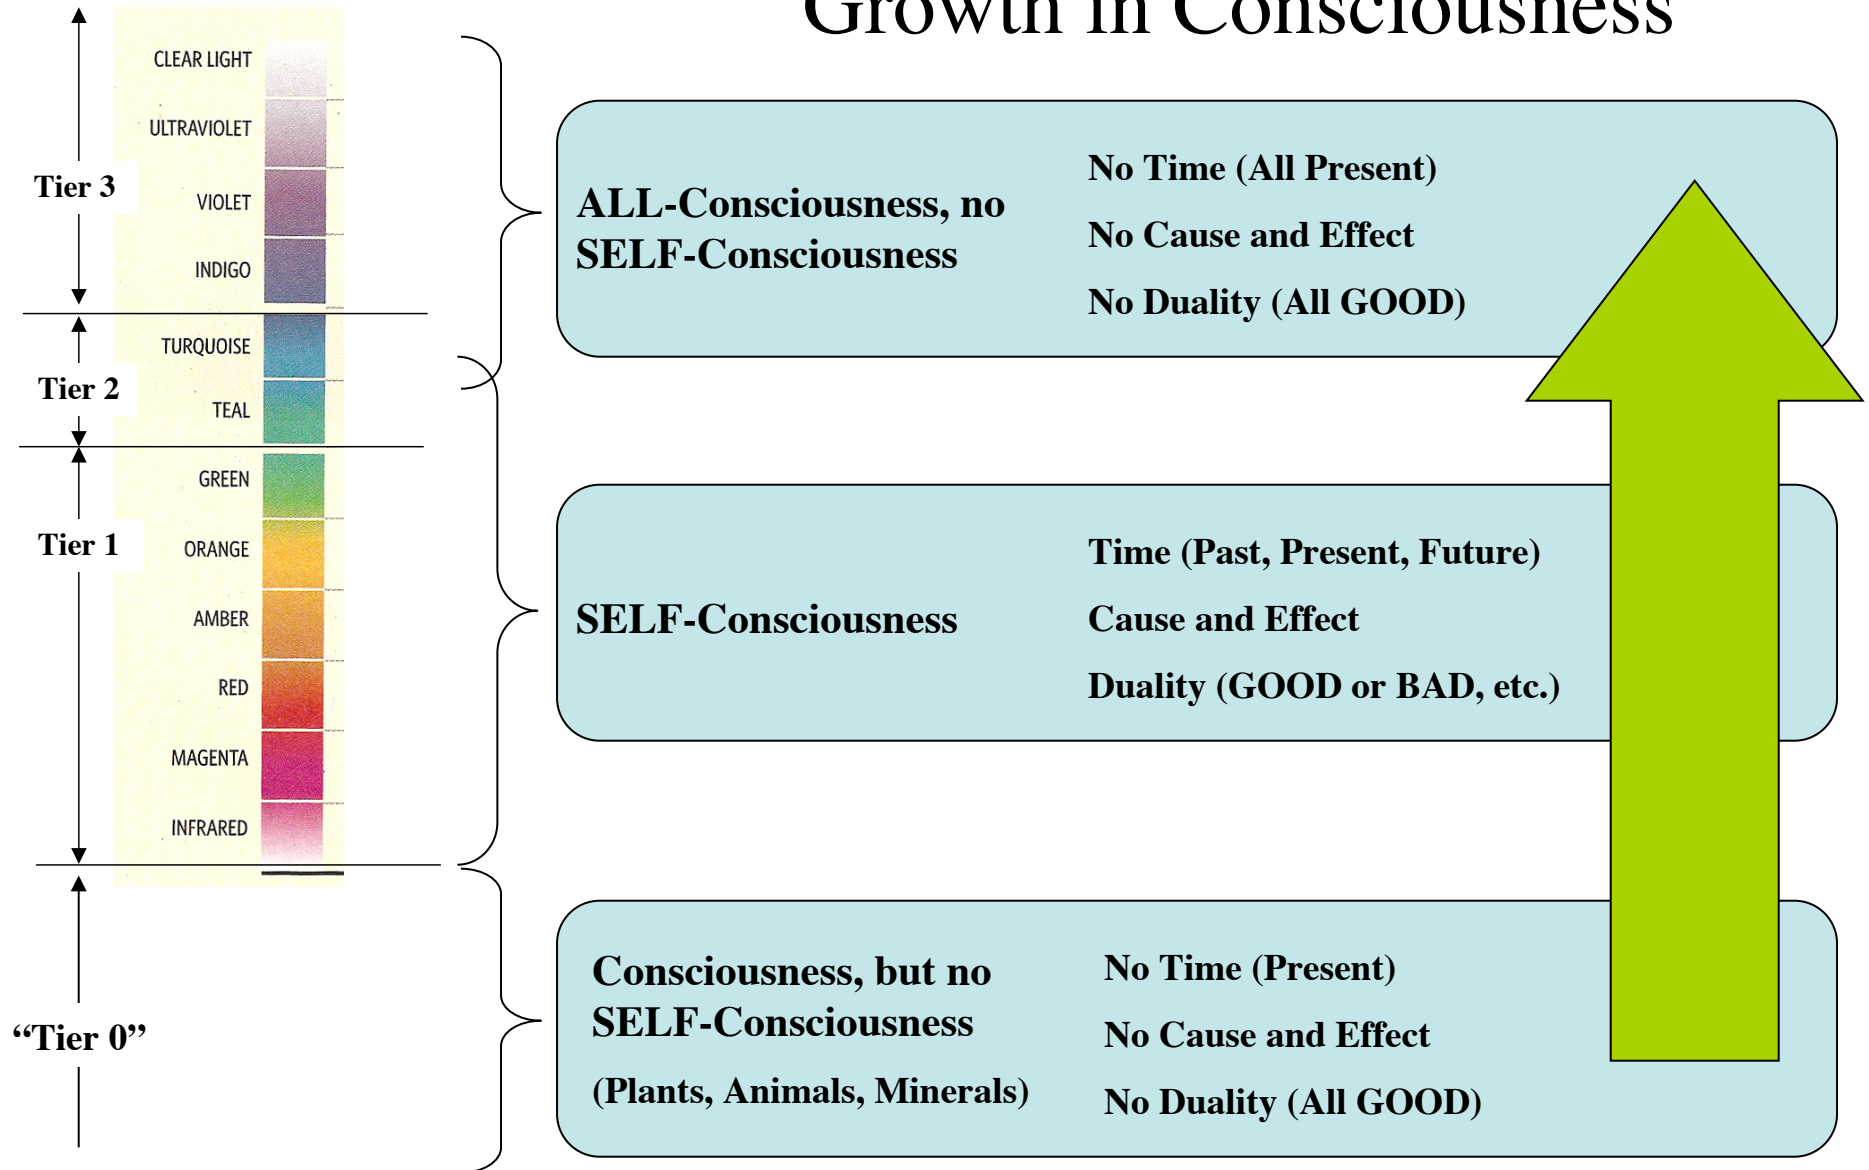 Growth in Consciousness
CLEAR LIGHT
ULTRAVIOLET
Tier 3
VIOLET
INDIGO
TURQUOISE
Tier 2
TEAL
GREEN
Tier 1
ORANGE
AMBER
RED
MAGENTA
INFRARED
“Tier 0”
ALL-Consciousness, no
SELF-Consciousness
No Time (All Present)
No Cause and Effect
No Duality (All GOOD)
SELF-Consciousness
Time (Past, Present, Future)
Cause and Effect
Duality (GOOD or BAD, etc.)
Consciousness, but no
SELF-Consciousness
(Plants, Animals, Minerals)
No Time (Present)
No Cause and Effect
No Duality (All GOOD)